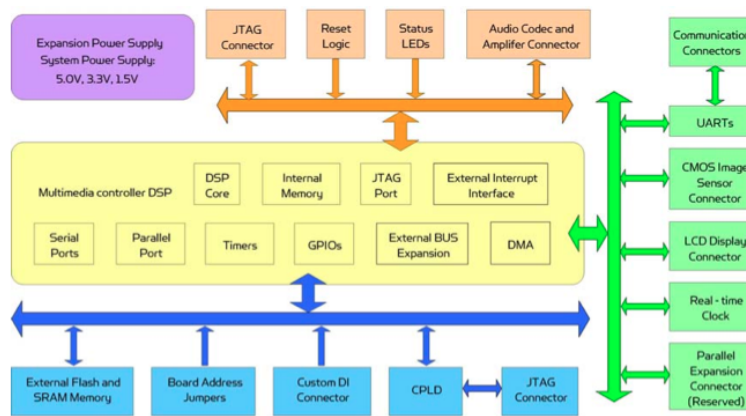 Expansion Power Supply
System Power Supply:
5.0V, 3.3V, 1.5V
JTAG
Connector
Reset
Logic
Status
LEDs
Audio Codec and
Amplifer Connector
Communication
Connectors
UARTs
CMOS Image
Sensor
Connector
LCD Display
Connector
Real - time
Clock
Parallel
Expansion
Connector
(Reserved)
Multimedia controller DSP
DSP
Core
Internal
Memory
JTAG
Port
External Interrupt
Interface
Serial
Ports
Parallel
Port
Timers
GPIOs
External BUS
Expansion
DMA
External Flash and
SRAM Memory
Board Address
Jumpers
Custom DI
Connector
CPLD
JTAG
Connector